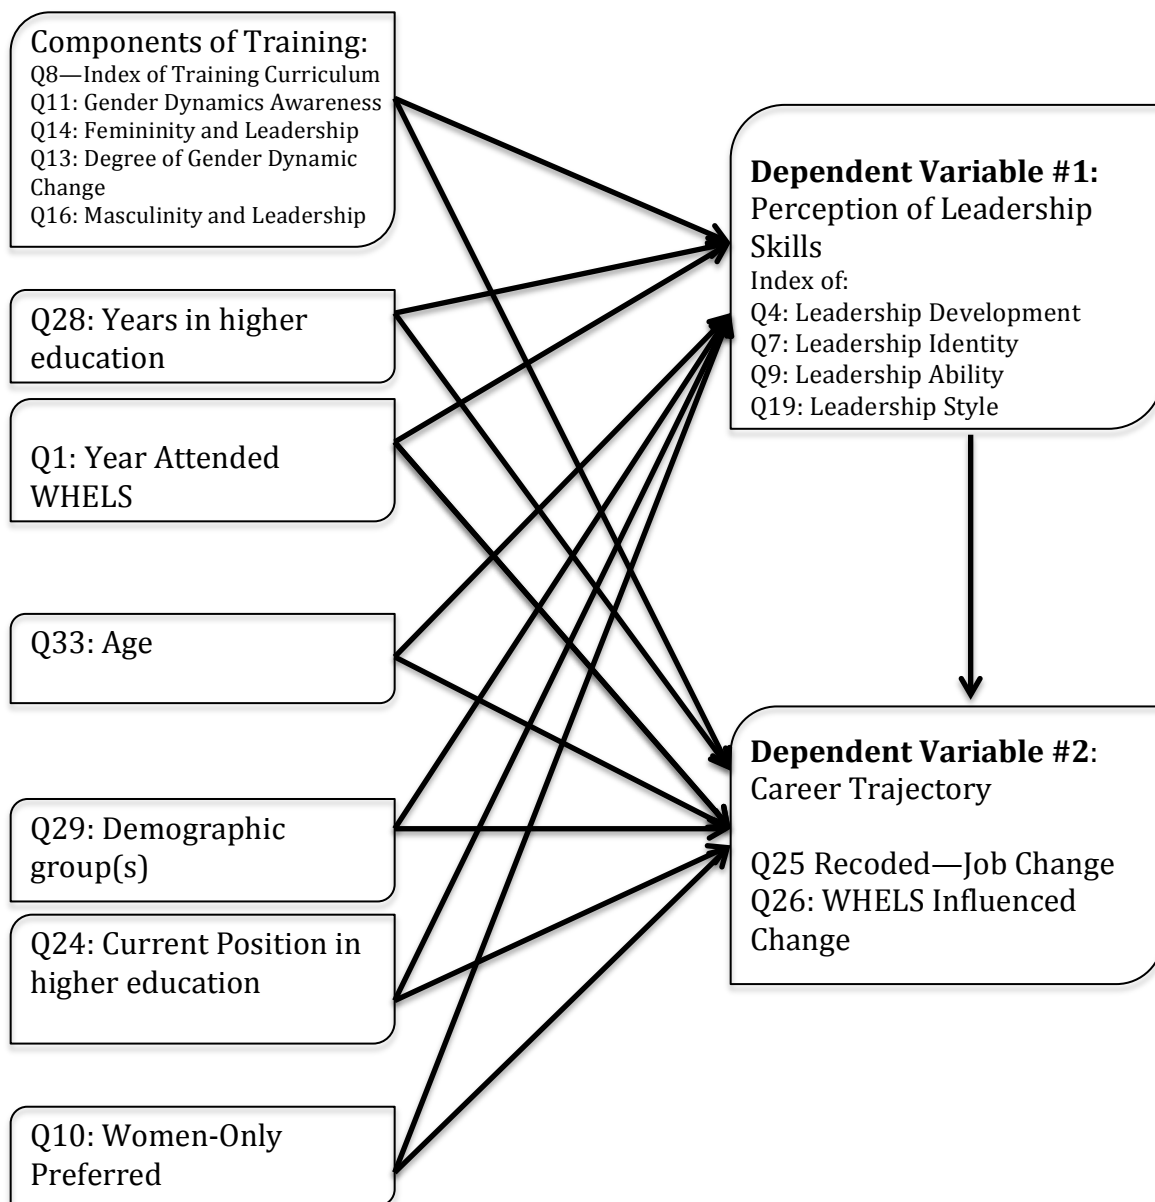 Components of Training:
Q8—Index of Training Curriculum
Q11: Gender Dynamics Awareness
Q14: Femininity and Leadership
Q13: Degree of Gender Dynamic
Change
Q16: Masculinity and Leadership
Q28: Years in higher
education
Q1: Year Attended
WHELS
Q33: Age
Q29: Demographic
group(s)
Q24: Current Position in
higher education
Q10: Women-Only
Preferred
Dependent Variable #1:
Perception of Leadership
Skills
Index of:
Q4: Leadership Development
Q7: Leadership Identity
Q9: Leadership Ability
Q19: Leadership Style
Dependent Variable #2:
Career Trajectory
Q25 Recoded—Job Change
Q26: WHELS Influenced
Change